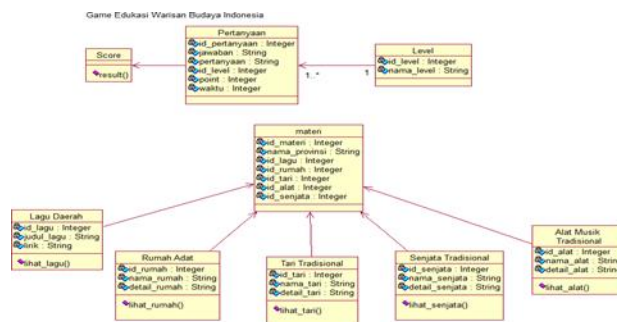 Game Edukasi Warisan Budaya Indonesia
Score
result()
Pertanyaan
id_pertanyaan : Integer
jawaban : String
pertanyaan : String
id_level : Integer
point : Integer
waktu : Integer
1..*
1
Level
id_level : Integer
nama_level : String
materi
id_materi : Integer
nama_provinsi : String
id_lagu : Integer
id_rumah : Integer
id_tari : Integer
id_alat : Integer
id_senjata : Integer
Lagu Daerah
id_lagu : Integer
judul_lagu : String
lirik : String
lihat_lagu()
Rumah Adat
id_rumah : Integer
nama_rumah : String
detail_rumah : String
lihat_rumah()
Tari Tradisional
id_tari : Integer
nama_tari : String
detail_tari : String
lihat_tari()
Senjata Tradisional
id_senjata : Integer
nama_senjata : String
detail_senjata : String
lihat_senjata()
Alat Musik
Tradisional
id_alat : Integer
nama_alat : String
detail_alat : String
lihat_alat()